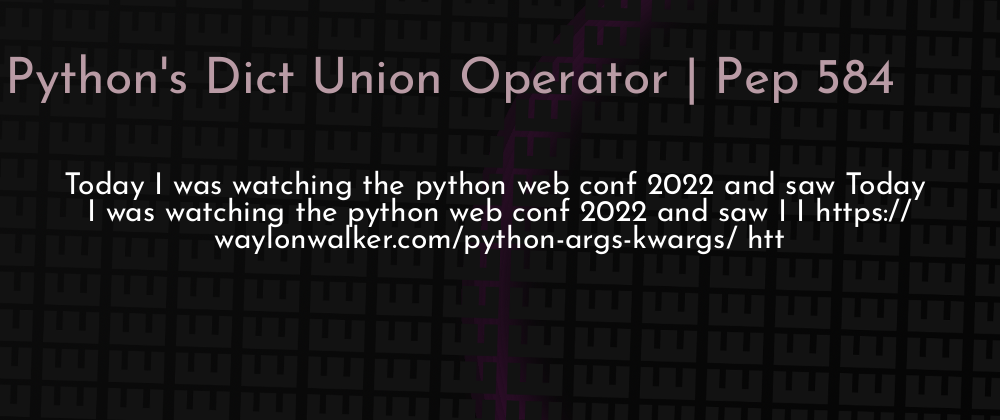 Python's Dict Union Operator | Pep 584
Today I was watching the python web conf 2022 and saw Today
I was watching the python web conf 2022 and saw I I https://
waylonwalker.com/python-args-kwargs/ htt